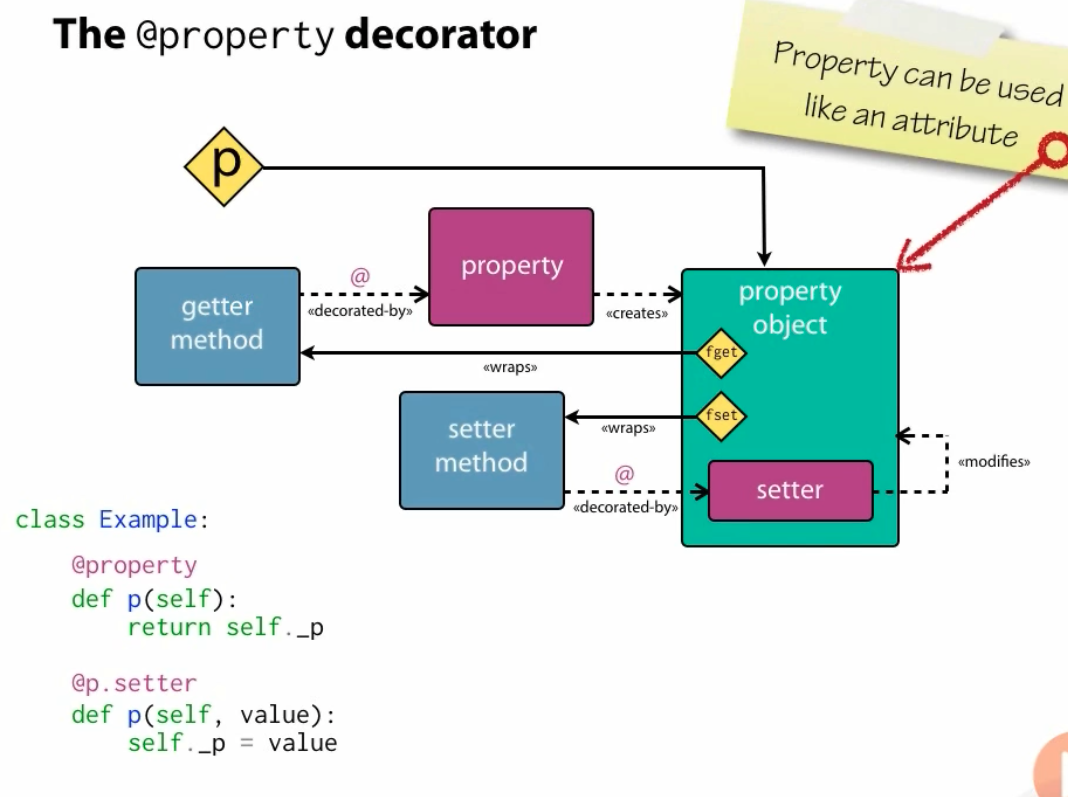 The @property decorator
Property can be used
like an attribute
p
property
@
«decorated-by»
getter
method
«creates»
property
object
fget
«wraps»
fset
«wraps»
setter
method
@
«decorated-by»
setter
«modifies»
class Example:
@property
def p(self):
return self._p
@p.setter
def p(self, value):
self._p = value